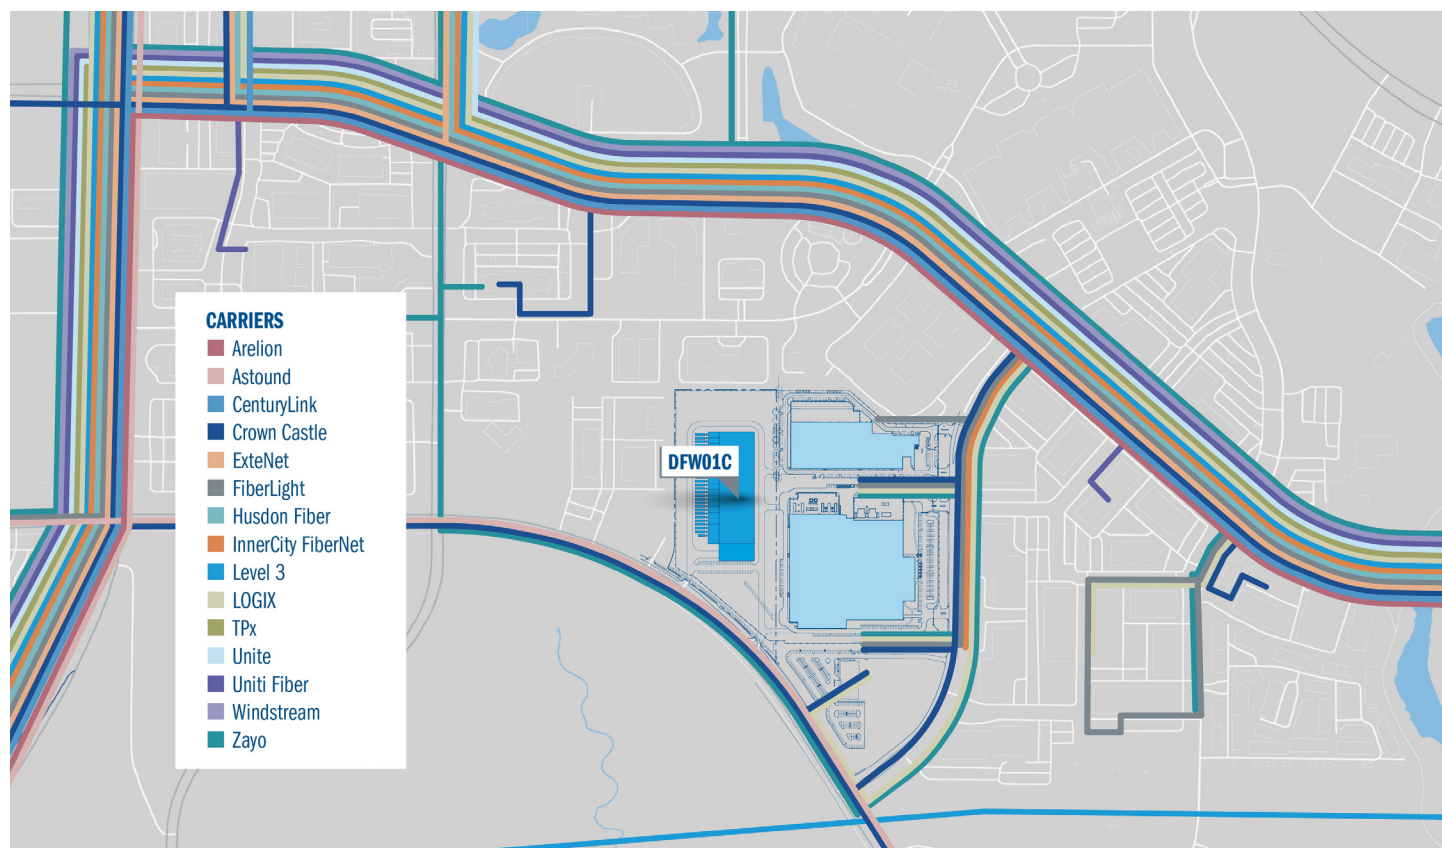 CARRIERS
Arelion
Astound
CenturyLink
Crown Castle
ExteNet
FiberLight
Husdon Fiber
InnerCity FiberNet
Level 3
LOGIX
TPx
Unite
Uniti Fiber
Windstream
Zayo
DFW01C